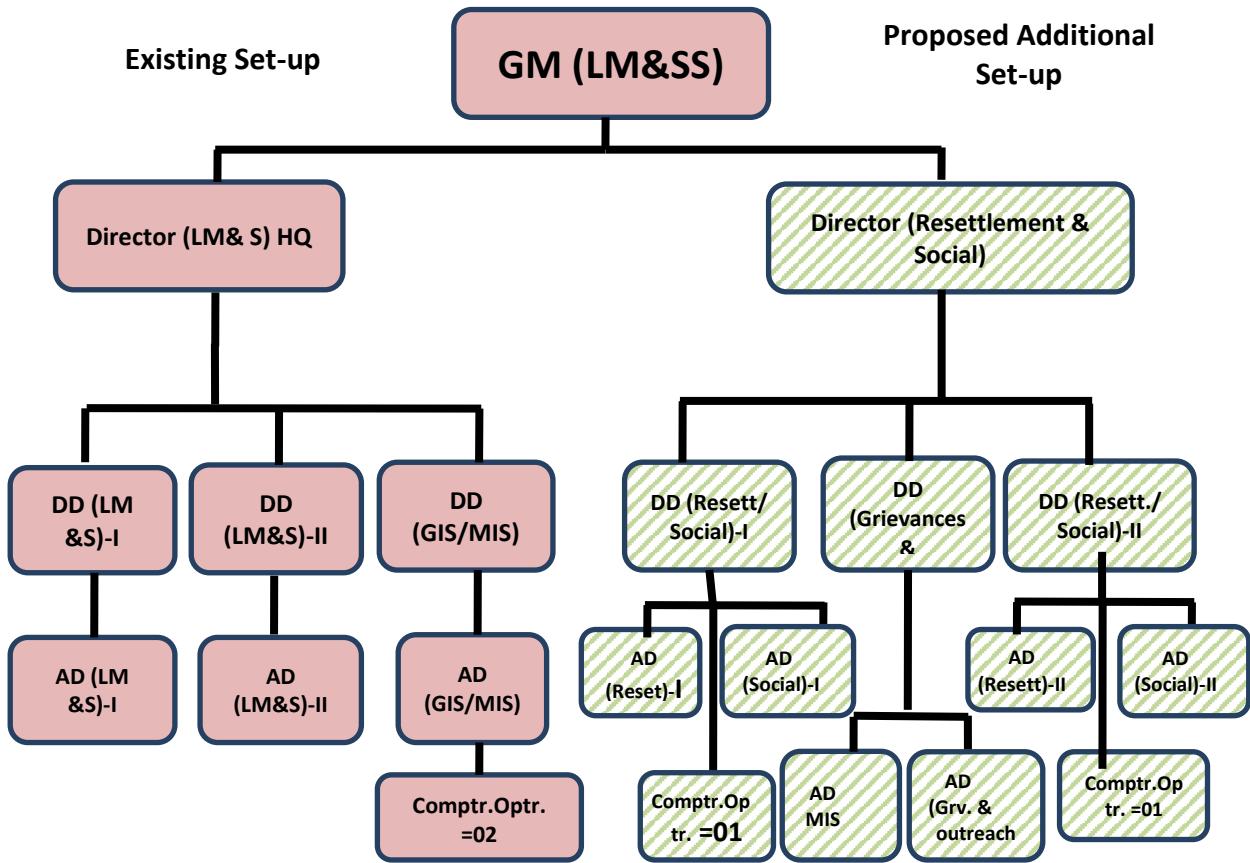 Existing Set-up
GM (LM&SS)
Proposed Additional
Set-up
Director (LM& S) HQ
Director (Resettlement &
Social)
DD (LM
&S)-I
DD
(LM&S)-II
DD
(GIS/MIS)
DD (Resett/
Social)-I
DD
(Grievances
&
DD (Resett./
Social)-II
AD (LM
&S)-I
AD
(LM&S)-II
AD
(GIS/MIS)
AD
(Reset)-I
AD
(Social)-I
AD
(Resett)-II
AD
(Social)-II
Comptr.Optr.
=02
Comptr.Op
tr. =01
AD
MIS
AD
(Grv. &
outreach
Comptr.Op
tr. =01